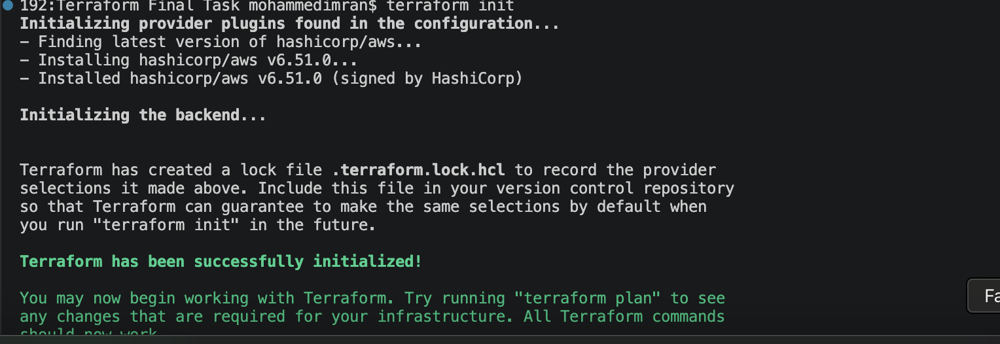 192:Terraform Final Task mohammedimran$ terraform init
Initializing provider plugins found in the configuration...
- Finding latest version of hashicorp/aws...
- Installing hashicorp/aws v6.51.0...
- Installed hashicorp/aws v6.51.0 (signed by HashiCorp)
Initializing the backend...
Terraform has created a lock file .terraform.lock.hcl to record the provider
selections it made above. Include this file in your version control repository
so that Terraform can guarantee to make the same selections by default when
you run "terraform init" in the future.
Terraform has been successfully initialized!
You may now begin working with Terraform. Try running "terraform plan" to see
any changes that are required for your infrastructure. All Terraform commands
should now work.